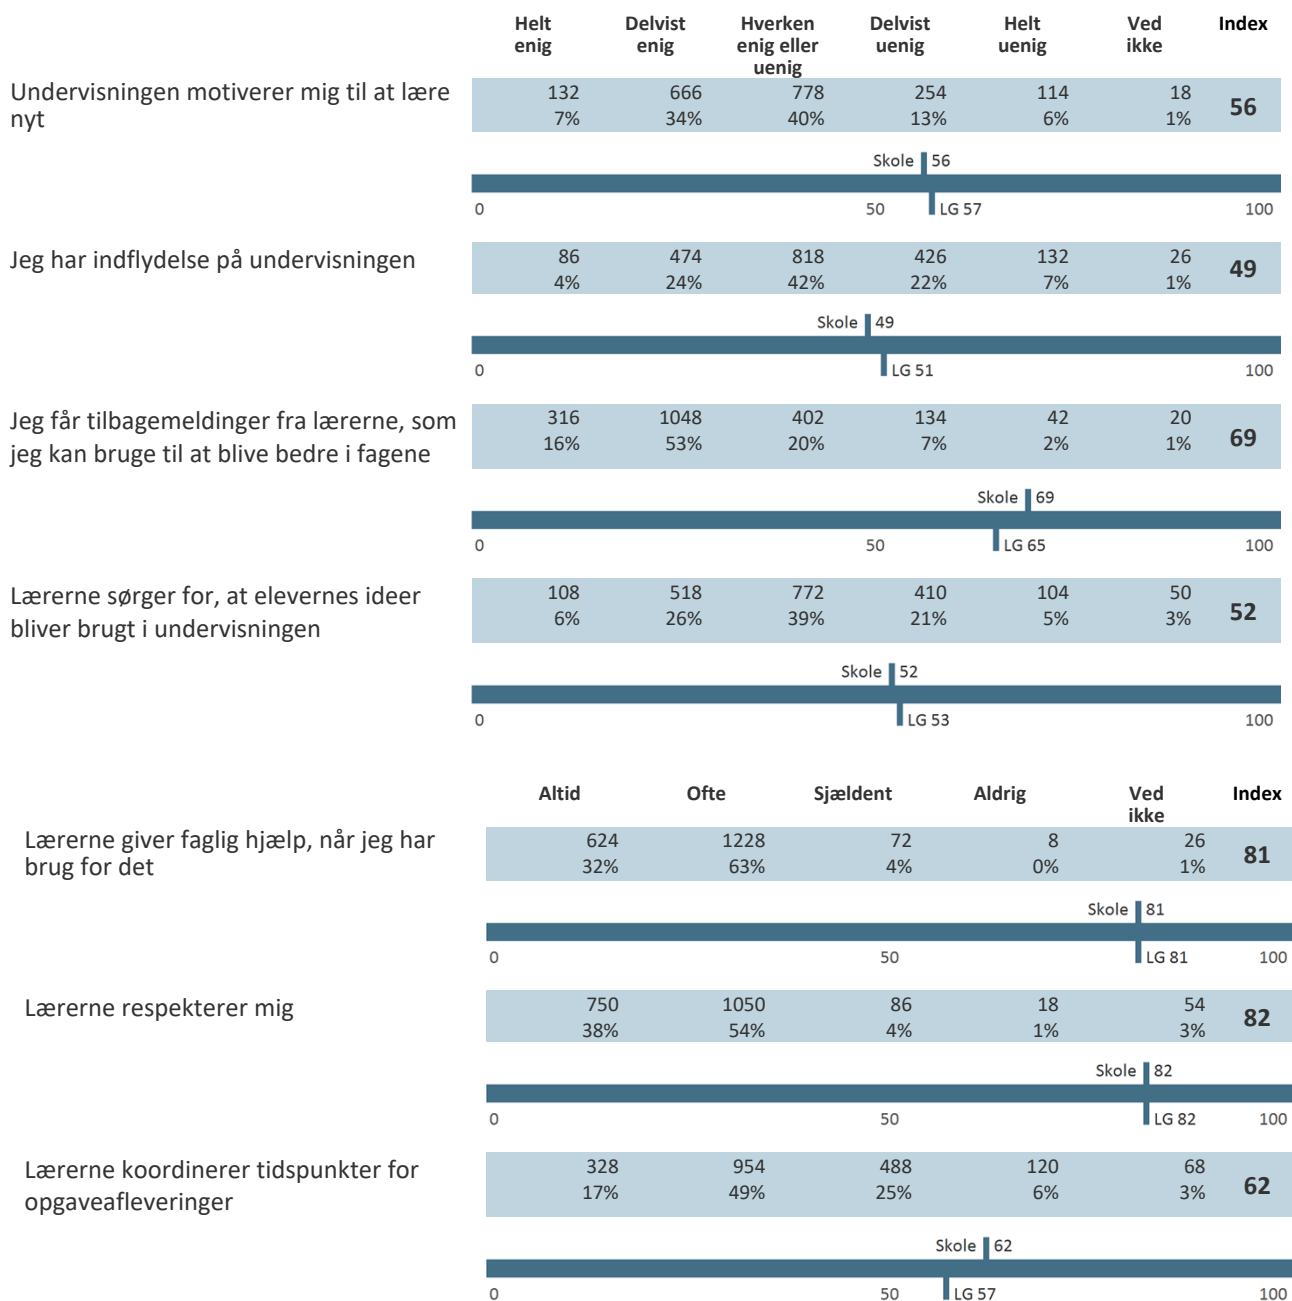 Helt enig Delvist enig Hverken enig eller uenig Delvist uenig Helt uenig Ved ikke Index
Undervisningen motiverer mig til at lære nyt
132 666 778 254 114 18 56
7% 34% 40% 13% 6% 1%
Skole 56
0 50 LG 57 100
Jeg har indflydelse på undervisningen
86 474 818 426 132 26 49
4% 24% 42% 22% 7% 1%
Skole 49
0 LG 51 100
Jeg får tilbagemeldinger fra lærerne, som
jeg kan bruge til at blive bedre i fagene
316 1048 402 134 42 20 69
16% 53% 20% 7% 2% 1%
Skole 69
0 50 LG 65 100
Lærerne sørger for, at elevernes ideer
bliver brugt i undervisningen
108 518 772 410 104 50 52
6% 26% 39% 21% 5% 3%
Skole 52
0 LG 53 100
Altid Ofte Sjældent Aldrig Ved ikke Index
Lærerne giver faglig hjælp, når jeg har
brug for det
624 1228 72 8 26 81
32% 63% 4% 0% 1%
Skole 81
0 50 LG 81 100
Lærerne respekterer mig
750 1050 86 18 54 82
38% 54% 4% 1% 3%
Skole 82
0 50 LG 82 100
Lærerne koordinerer tidspunkter for
opgaveafleveringer
328 954 488 120 68 62
17% 49% 25% 6% 3%
Skole 62
0 50 LG 57 100